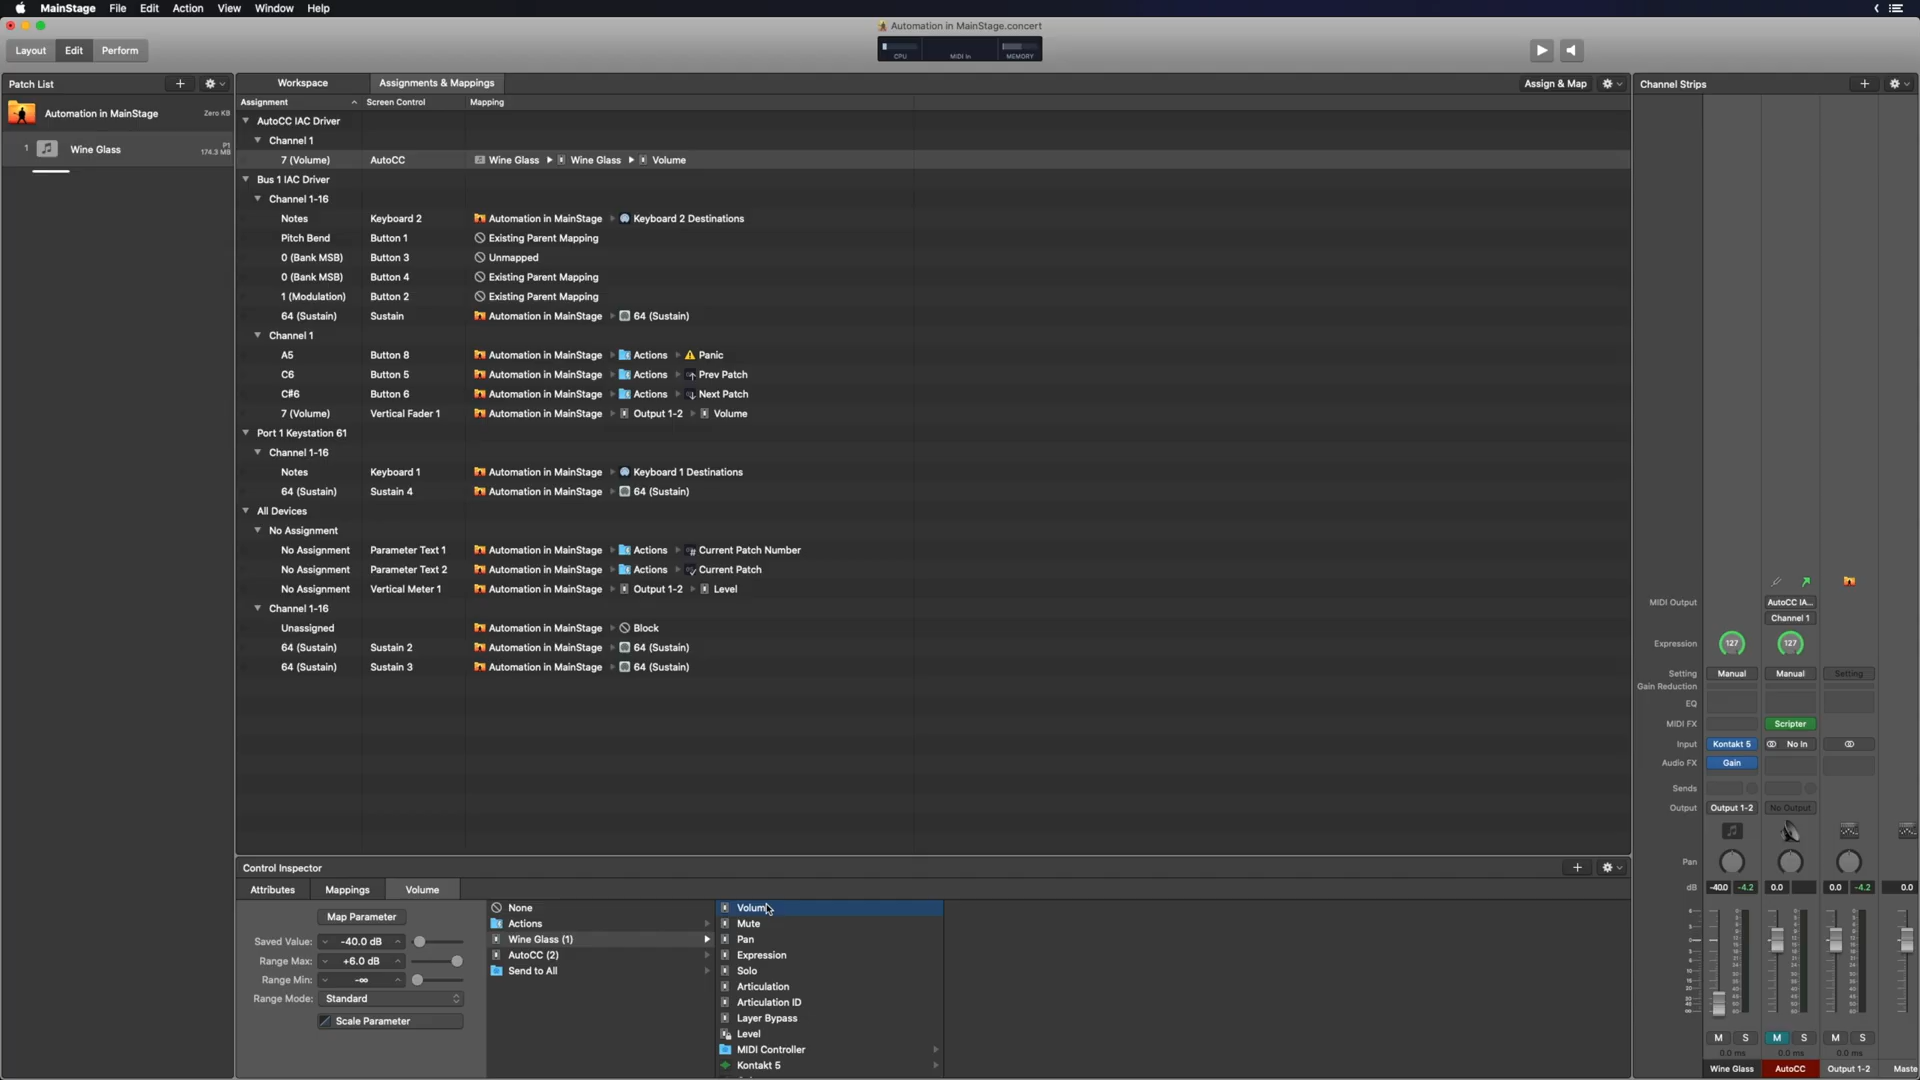 MainStage File Edit Action View Window Help
Automation in MainStage.concert
Layout Edit Perform
CPU MIDI In MEMORY
Patch List
Workspace Assignments & Mappings Assign & Map
Channel Strips
Assignment Screen Control Mapping
Automation in MainStage Zero KB
1 Wine Glass P1
174.3 MB
AutoCC IAC Driver
Channel 1
7 (Volume) AutoCC Wine Glass Wine Glass Volume
Bus 1 IAC Driver
Channel 1-16
Notes Keyboard 2 Automation in MainStage Keyboard 2 Destinations
Pitch Bend Button 1 Existing Parent Mapping
0 (Bank MSB) Button 3 Unmapped
0 (Bank MSB) Button 4 Existing Parent Mapping
1 (Modulation) Button 2 Existing Parent Mapping
64 (Sustain) Sustain Automation in MainStage 64 (Sustain)
Channel 1
A5 Button 8 Automation in MainStage Actions Panic
C6 Button 5 Automation in MainStage Actions Prev Patch
C#6 Button 6 Automation in MainStage Actions Next Patch
7 (Volume) Vertical Fader 1 Automation in MainStage Output 1-2 Volume
Port 1 Keystation 61
Channel 1-16
Notes Keyboard 1 Automation in MainStage Keyboard 1 Destinations
64 (Sustain) Sustain 4 Automation in MainStage 64 (Sustain)
All Devices
No Assignment
No Assignment Parameter Text 1 Automation in MainStage Actions Current Patch Number
No Assignment Parameter Text 2 Automation in MainStage Actions Current Patch
No Assignment Vertical Meter 1 Automation in MainStage Output 1-2 Level
Channel 1-16
Unassigned Automation in MainStage Block
64 (Sustain) Sustain 2 Automation in MainStage 64 (Sustain)
64 (Sustain) Sustain 3 Automation in MainStage 64 (Sustain)
Control Inspector
Attributes Mappings Volume
Map Parameter
Saved Value: -40.0 dB
Range Max: +6.0 dB
Range Min: -∞
Range Mode: Standard
Scale Parameter
None
Actions
Wine Glass (1)
AutoCC (2)
Send to All
Volum
Mute
Pan
Expression
Solo
Articulation
Articulation ID
Layer Bypass
Level
MIDI Controller
Kontakt 5
MIDI Output AutoCC IA...
Channel 1
Expression 127 127
Setting Manual Manual Setting
Gain Reduction
EQ
MIDI FX Scripter
Input Kontakt 5 No In
Audio FX Gain
Sends
Output Output 1-2 No Output
Pan
dB -40.0 -4.2 0.0 0.0 -4.2 0.0
M S M S M S
0.0 ms 0.0 ms 0.0 ms
Wine Glass AutoCC Output 1-2 Maste